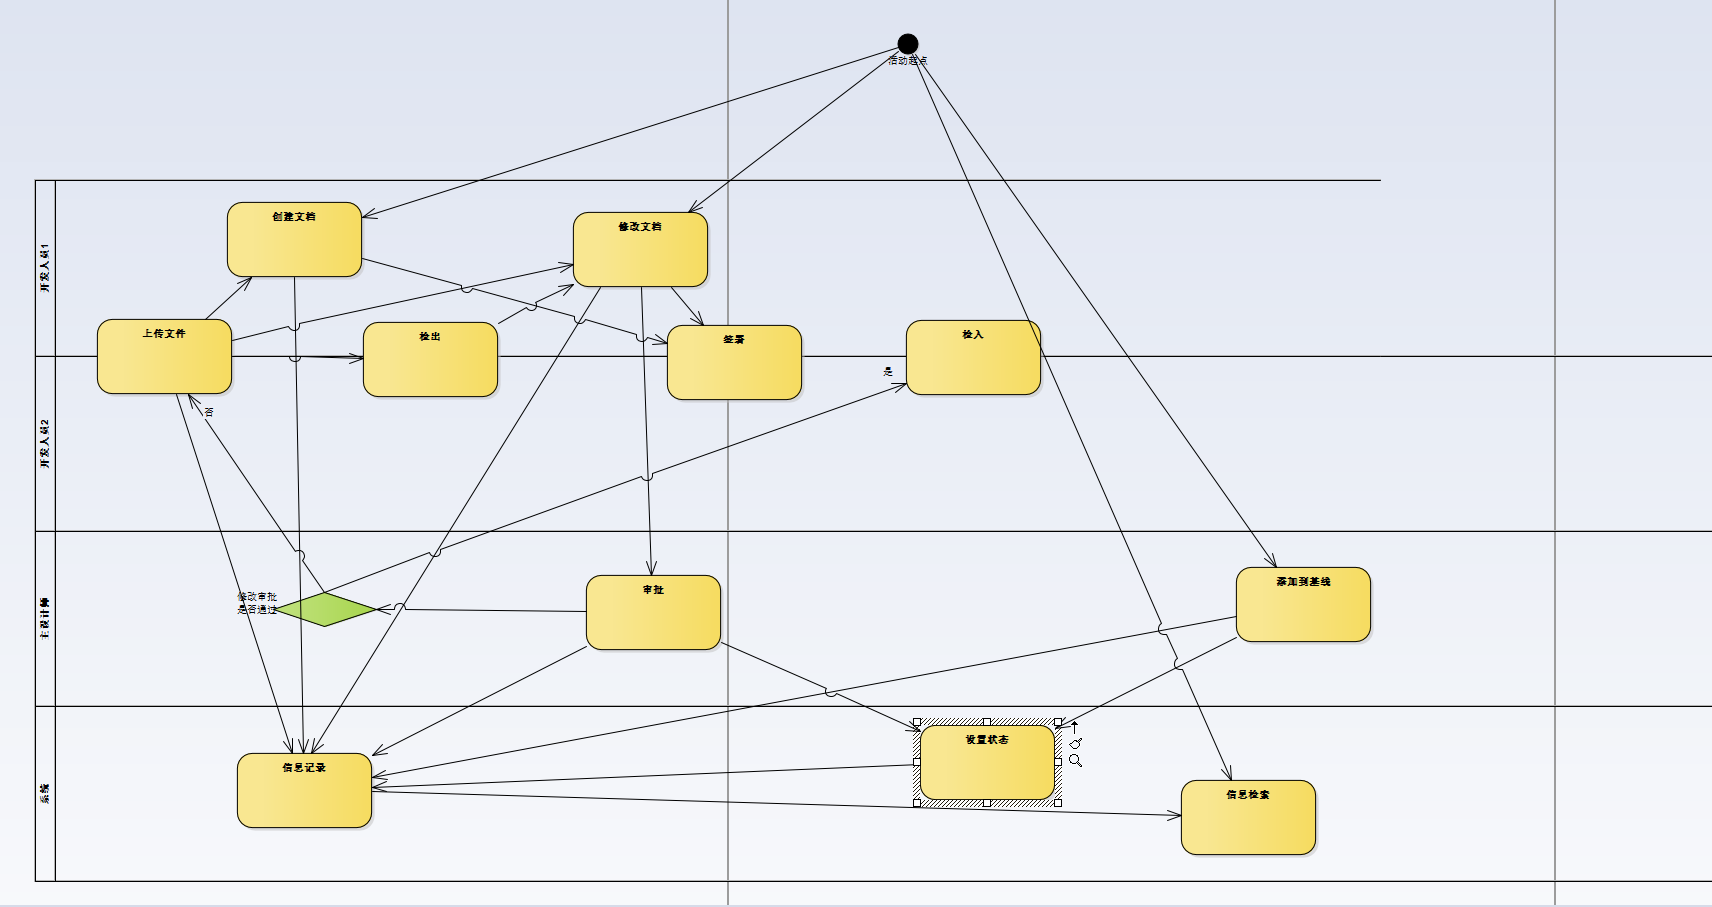 活动起点
开发人员1
创建文档
修改文档
上传文件
检出
签署
检入
是
否
开发人员2
主设计师
修改审批
是否通过
审批
添加到基线
系统
信息记录
设置状态
信息检索